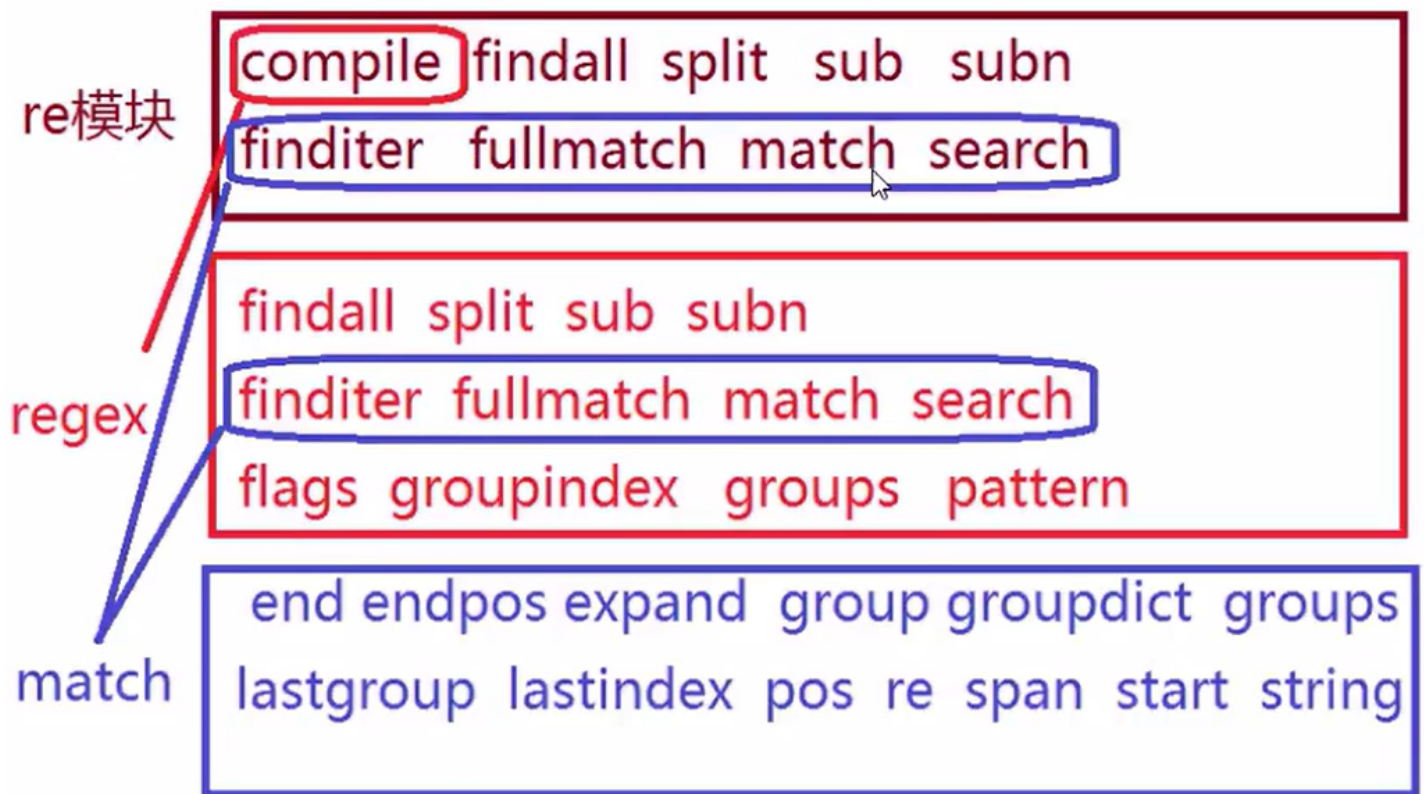 compile findall split sub subn
re模块
finditer fullmatch match search
findall split sub subn
regex
finditer fullmatch match search
flags groupindex groups pattern
end endpos expand group groupdict groups
match
lastgroup lastindex pos re span start string